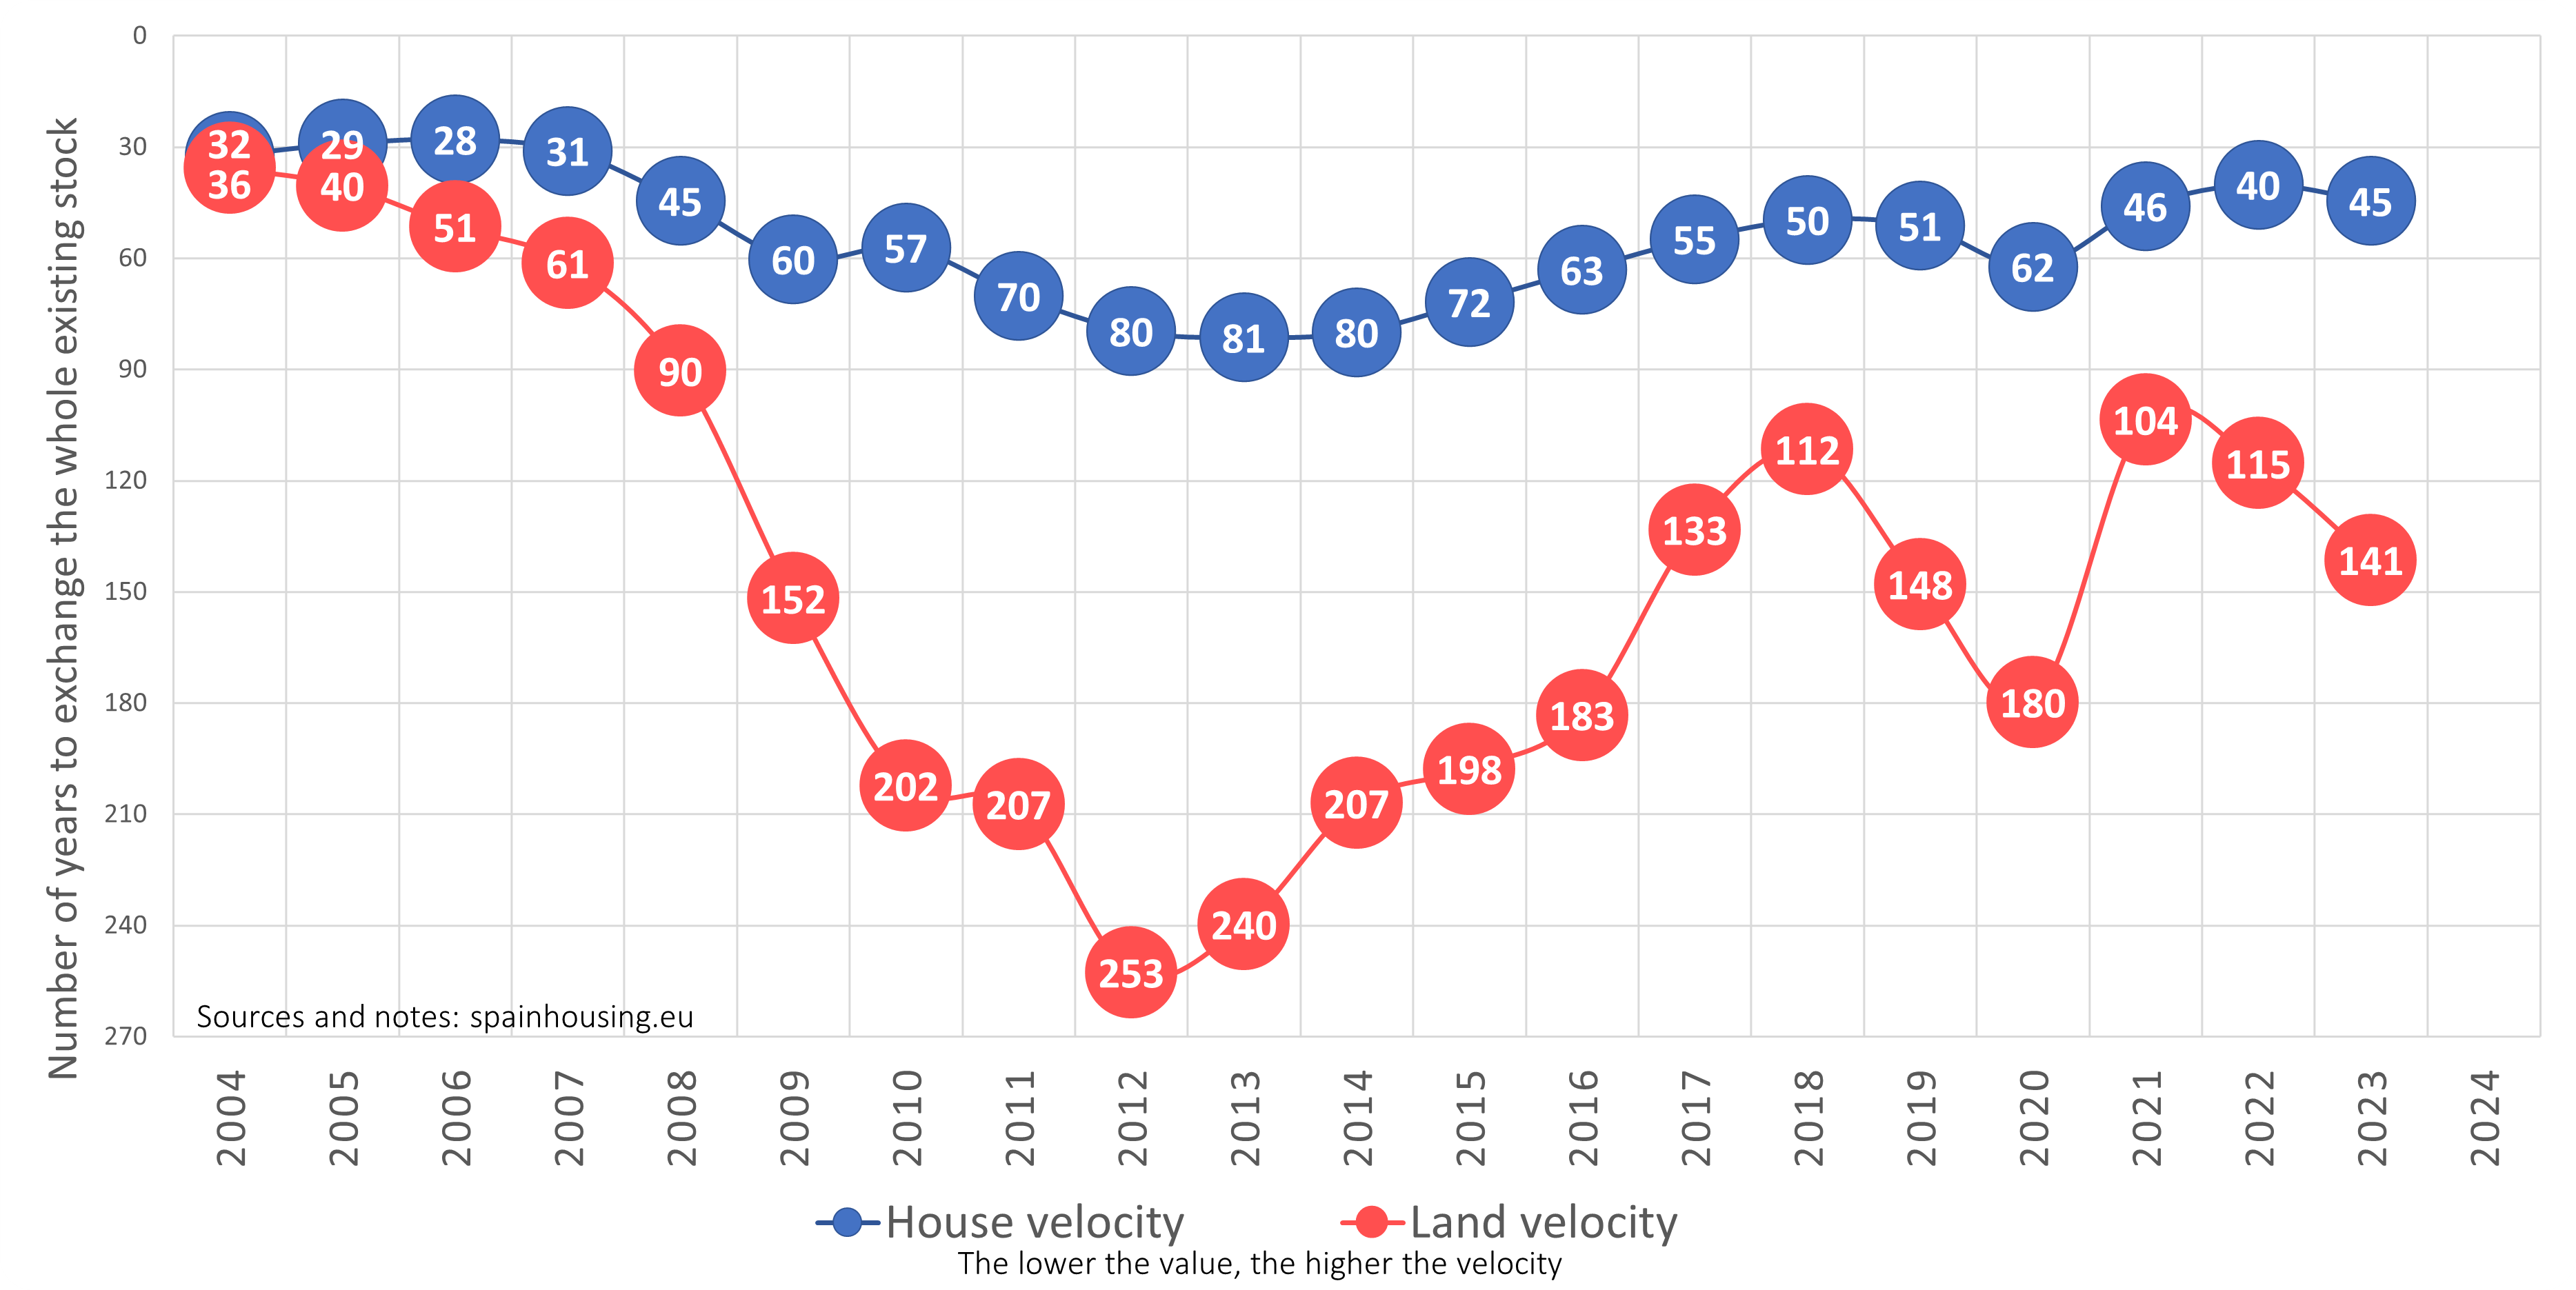 Number of years to exchange the whole existing stock
0
30
60
90
120
150
180
210
240
270
32 29 28 31 45 60 57 70 80 81 80 72 63 55 50 51 62 46 40 45
36 40 51 61 90 152 202 207 253 240 207 198 183 133 112 148 180 104 115 141
Sources and notes: spainhousing.eu
2004 2005 2006 2007 2008 2009 2010 2011 2012 2013 2014 2015 2016 2017 2018 2019 2020 2021 2022 2023 2024
House velocity Land velocity
The lower the value, the higher the velocity